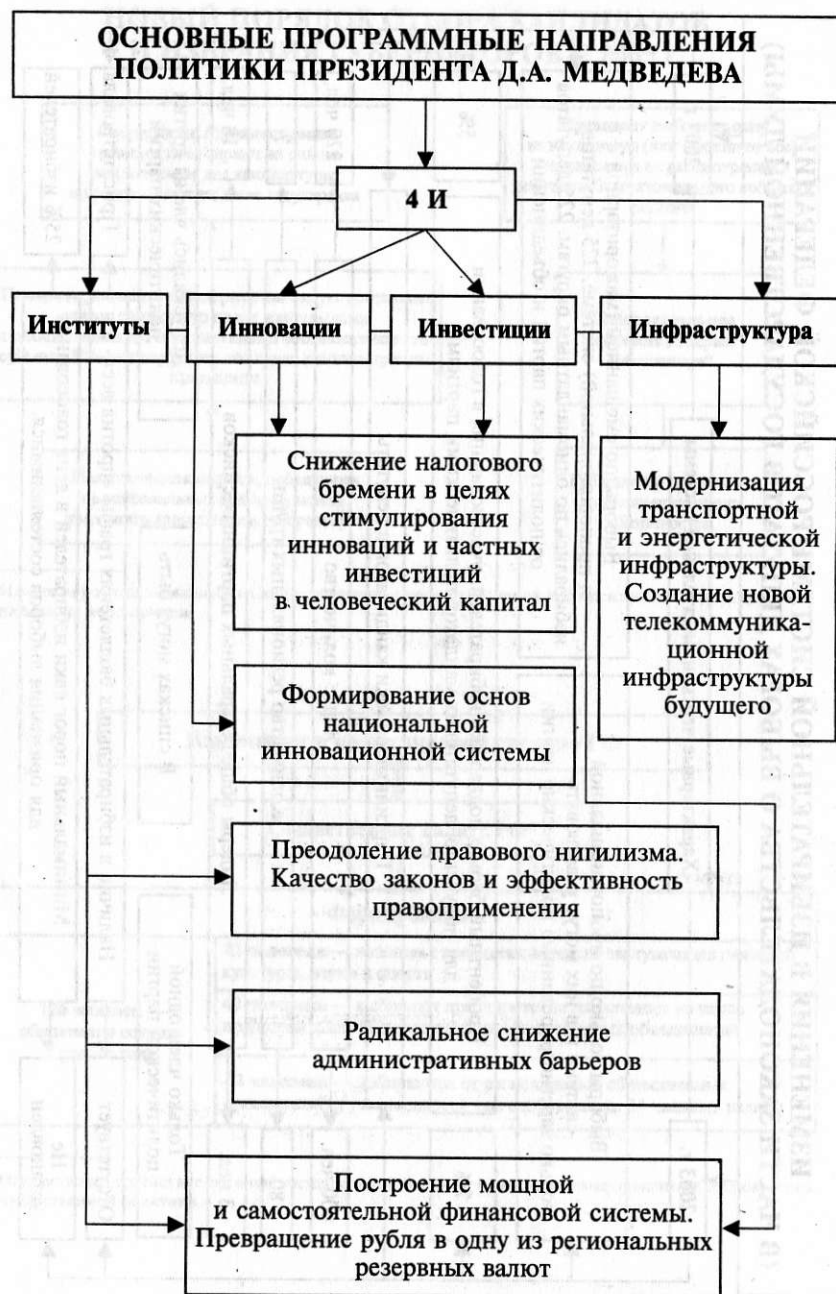 ОСНОВНЫЕ ПРОГРАММНЫЕ НАПРАВЛЕНИЯ
ПОЛИТИКИ ПРЕЗИДЕНТА Д.А. МЕДВЕДЕВА
4 И
Институты
Инновации
Инвестиции
Инфраструктура
Снижение налогового
бремени в целях
стимулирования
инноваций и частных
инвестиций
в человеческий капитал
Модернизация
транспортной
и энергетической
инфраструктуры.
Создание новой
телекоммуника-
ционной
инфраструктуры
будущего
Формирование основ
национальной
инновационной системы
Преодоление правового нигилизма.
Качество законов и эффективность
правоприменения
Радикальное снижение
административных барьеров
Построение мощной
и самостоятельной финансовой системы.
Превращение рубля в одну из региональных
резервных валют